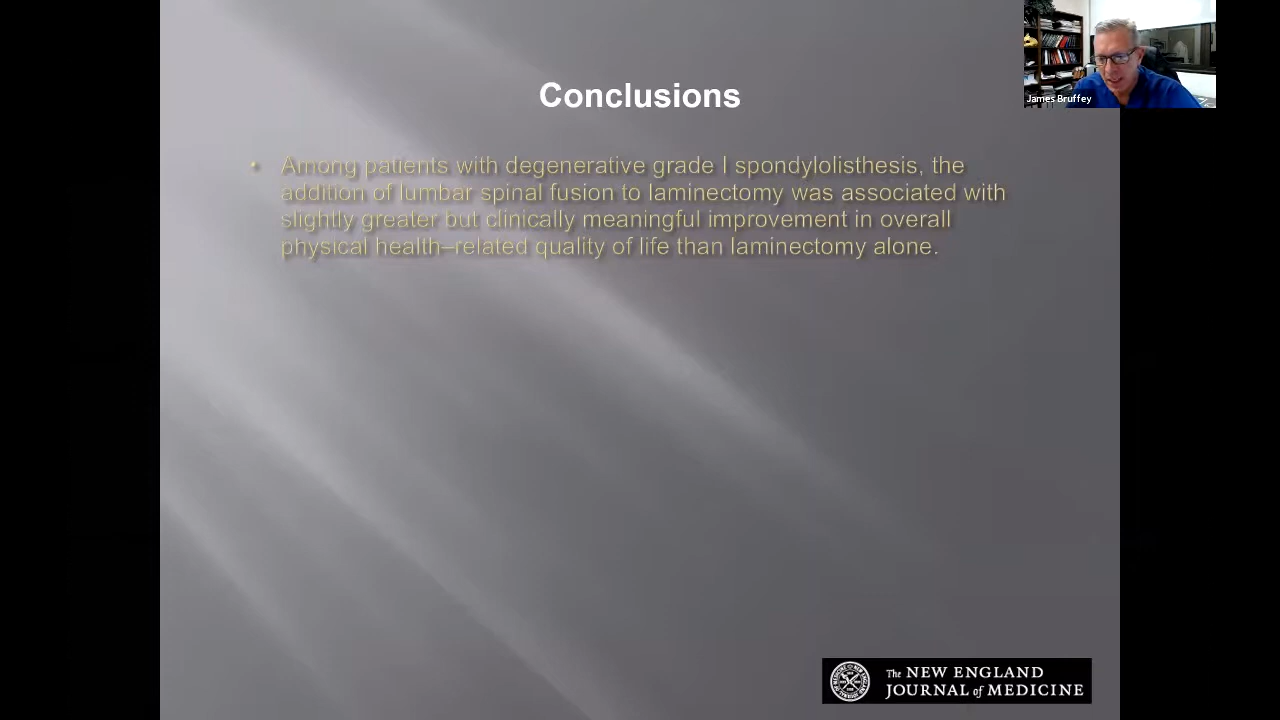 Conclusions
• Among patients with degenerative grade I spondylolisthesis, the
addition of lumbar spinal fusion to laminectomy was associated with
slightly greater but clinically meaningful improvement in overall
physical health–related quality of life than laminectomy alone.
James Bruffey
The NEW ENGLAND
JOURNAL of MEDICINE